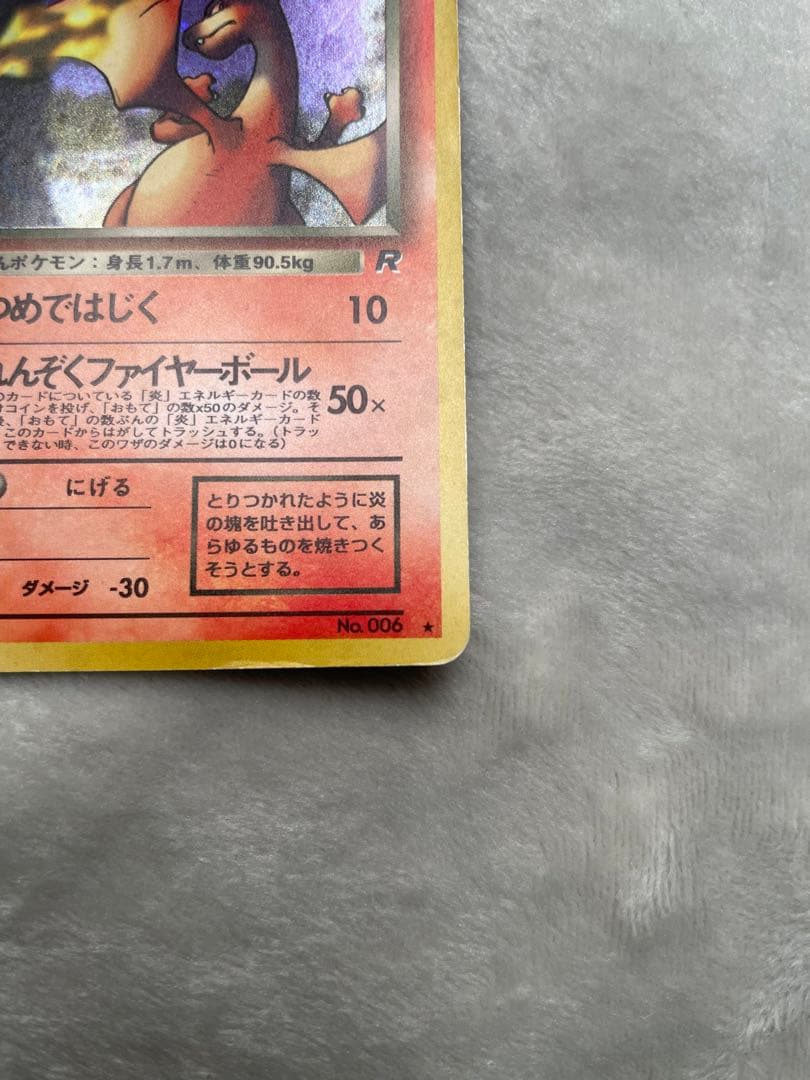 んポケモン：身長1.7m、体重90.5kg R
つめではじく 10
れんぞくファイヤーボール
のカードについている「炎」エネルギーカードの数
けコインを投げ、「おもて」の数x50のダメージ。そ
後、「おもて」の数ぶんの「炎」エネルギーカード
、このカードからはがしてトラッシュする。（トラッ
できない時、このワザのダメージは0になる）
50×
にげる
とりつかれたように炎
の塊を吐き出して、あ
らゆるものを焼きつく
そうとする。
ダメージ -30
No. 006 ★